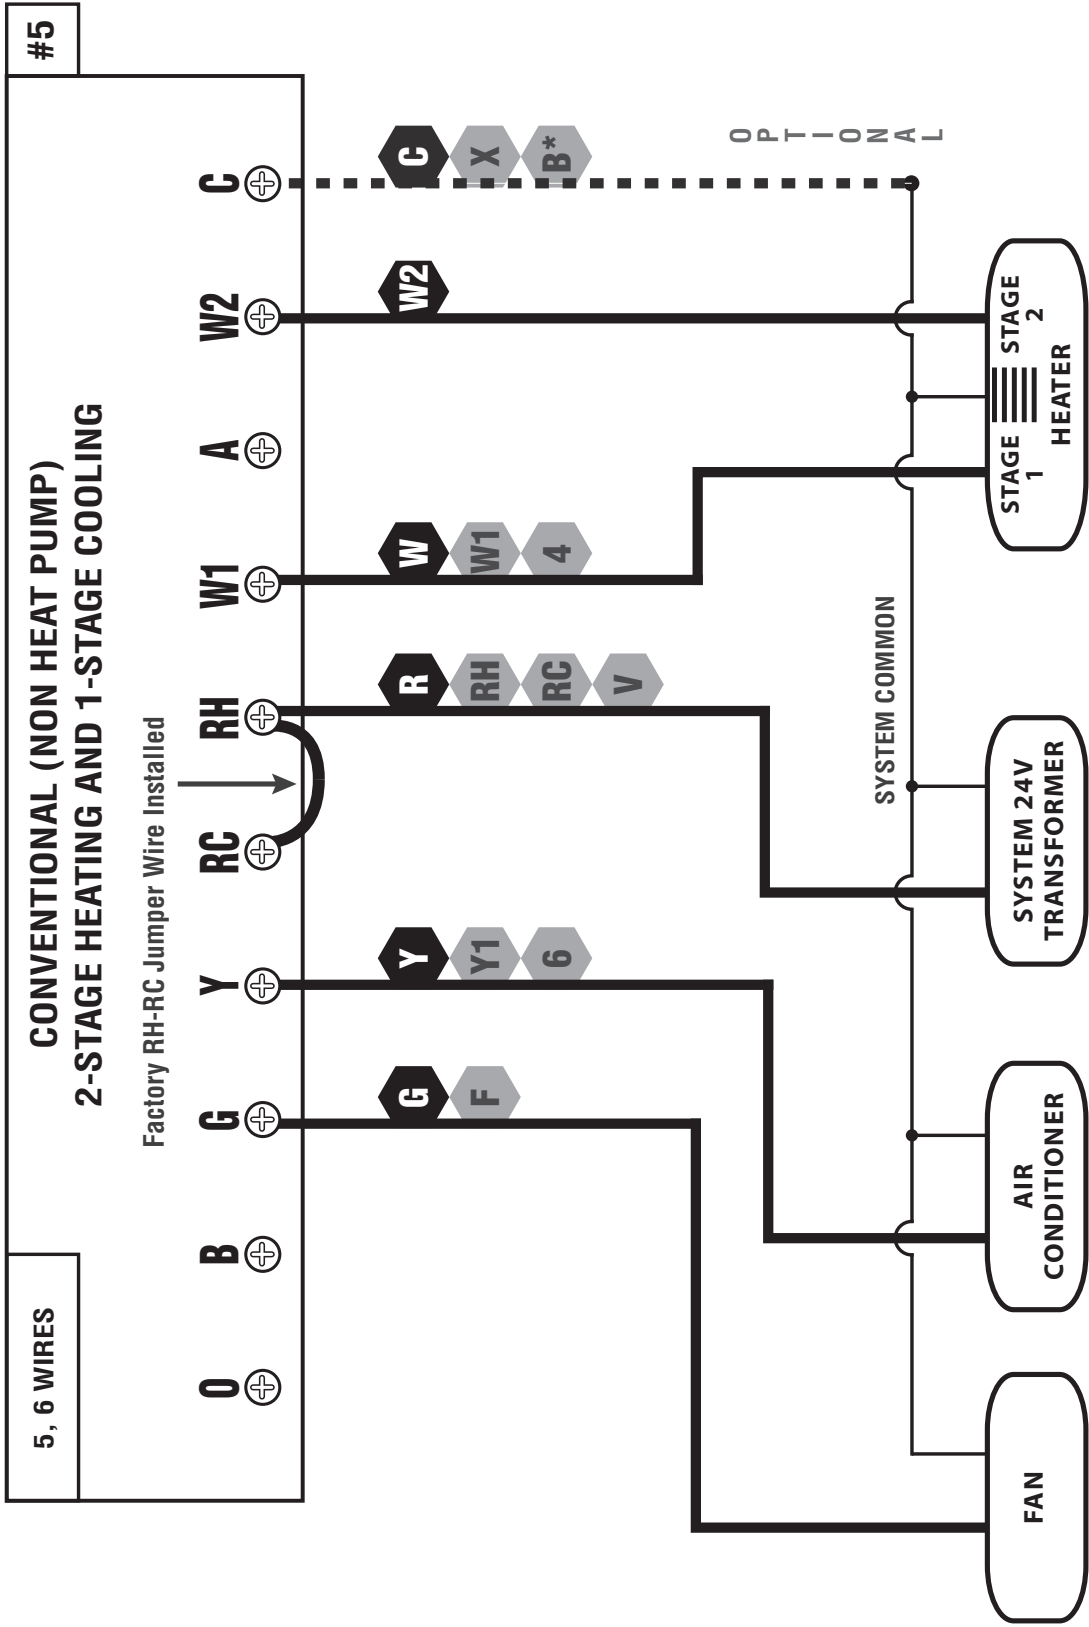 5, 6 WIRES
#5
CONVENTIONAL (NON HEAT PUMP)
2-STAGE HEATING AND 1-STAGE COOLING
Factory RH-RC Jumper Wire Installed
O B G Y RC RH W1 A W2 C
G Y R W W2 C
F Y1 RH W1 X
6 RC 4 B*
V
OPTIONAL
SYSTEM COMMON
FAN
AIR
CONDITIONER
SYSTEM 24V
TRANSFORMER
STAGE
1
STAGE
2
HEATER